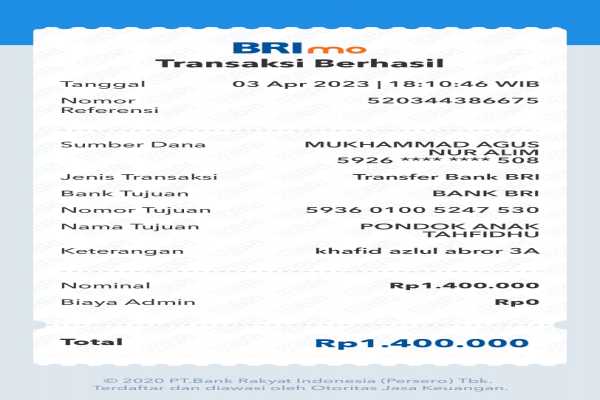 BRImo
Transaksi Berhasil
Tanggal 03 Apr 2023 | 18:10:46 WIB
Nomor Referensi 520344386675
Sumber Dana MUKHAMMAD AGUS
NUR ALIM
5926 **** **** 508
Jenis Transaksi Transfer Bank BRI
Bank Tujuan BANK BRI
Nomor Tujuan 5936 0100 5247 530
Nama Tujuan PONDOK ANAK
TAHFIDHU
Keterangan khafid azlul abror 3A
Nominal Rp1.400.000
Biaya Admin Rp0
Total Rp1.400.000
© 2020 PT.Bank Rakyat Indonesia (Persero) Tbk.
Terdaftar dan diawasi oleh Otoritas Jasa Keuangan.